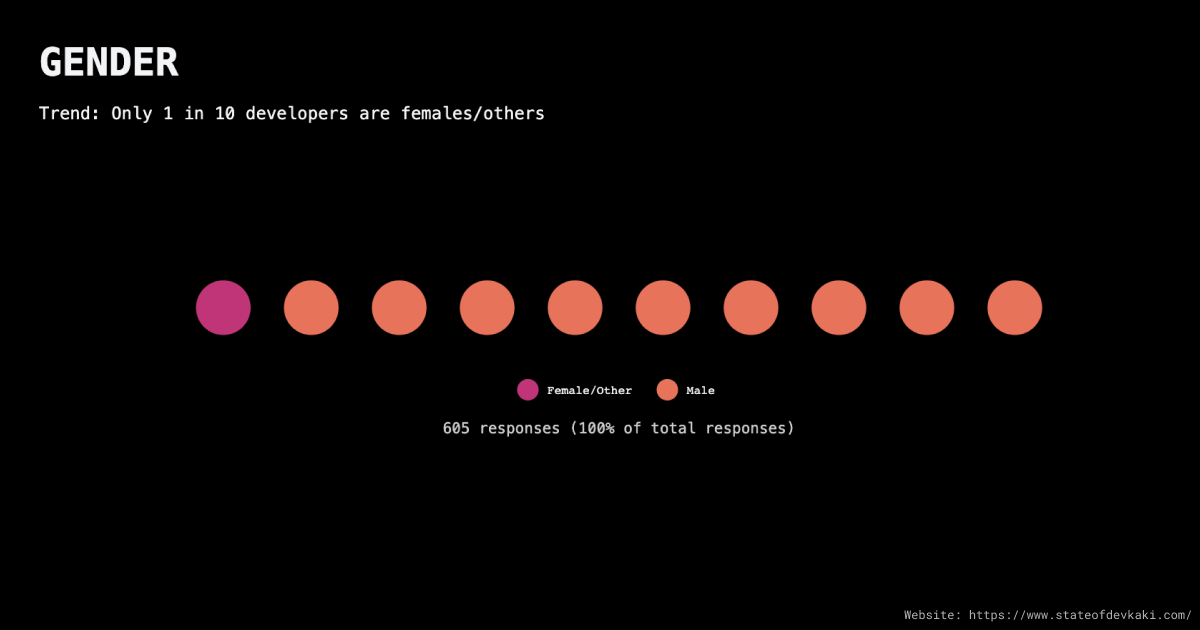 GENDER
Trend: Only 1 in 10 developers are females/others
Female/Other Male
605 responses (100% of total responses)
Website: https://www.stateofdevkaki.com/